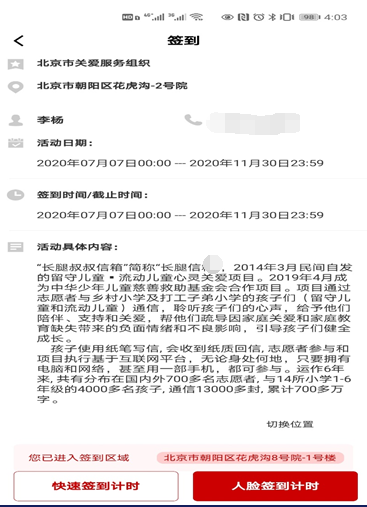 HD 46 36 98 4:03
签到
北京市关爱服务组织
北京市朝阳区花虎沟-2号院
李杨
活动日期：
2020年07月07日00:00 --- 2020年11月30日23:59
签到时间/截止时间：
2020年07月07日00:00 --- 2020年11月30日23:59
活动具体内容：
“长腿叔叔信箱”简称“长腿信 ，2014年3月民间自发
的留守儿童·流动儿童心灵关爱项目。2019年4月成
为中华少年儿童慈善救助基金会合作项目。项目通过
志愿者与乡村小学及打工子弟小学的孩子们（留守儿
童和流动儿童）通信，聆听孩子们的心声，给予他们
陪伴、支持和关爱，帮他们疏导因家庭关爱和家庭教
育缺失带来的负面情绪和不良影响，引导孩子们健全
成长。
孩子使用纸笔写信, 会收到纸质回信, 志愿者参与和
项目执行基于互联网平台，无论身处何地，只要拥有
电脑和网络，甚至用一部手机，都可参与。运作6年
来, 共有分布在国内外700多名志愿者, 与14所小学1-6
年级的4000多名孩子, 通信13000多封, 累计700多万
字。
切换位置
您已进入签到区域 北京市朝阳区花虎沟8号院-1号楼
快速签到计时 人脸签到计时